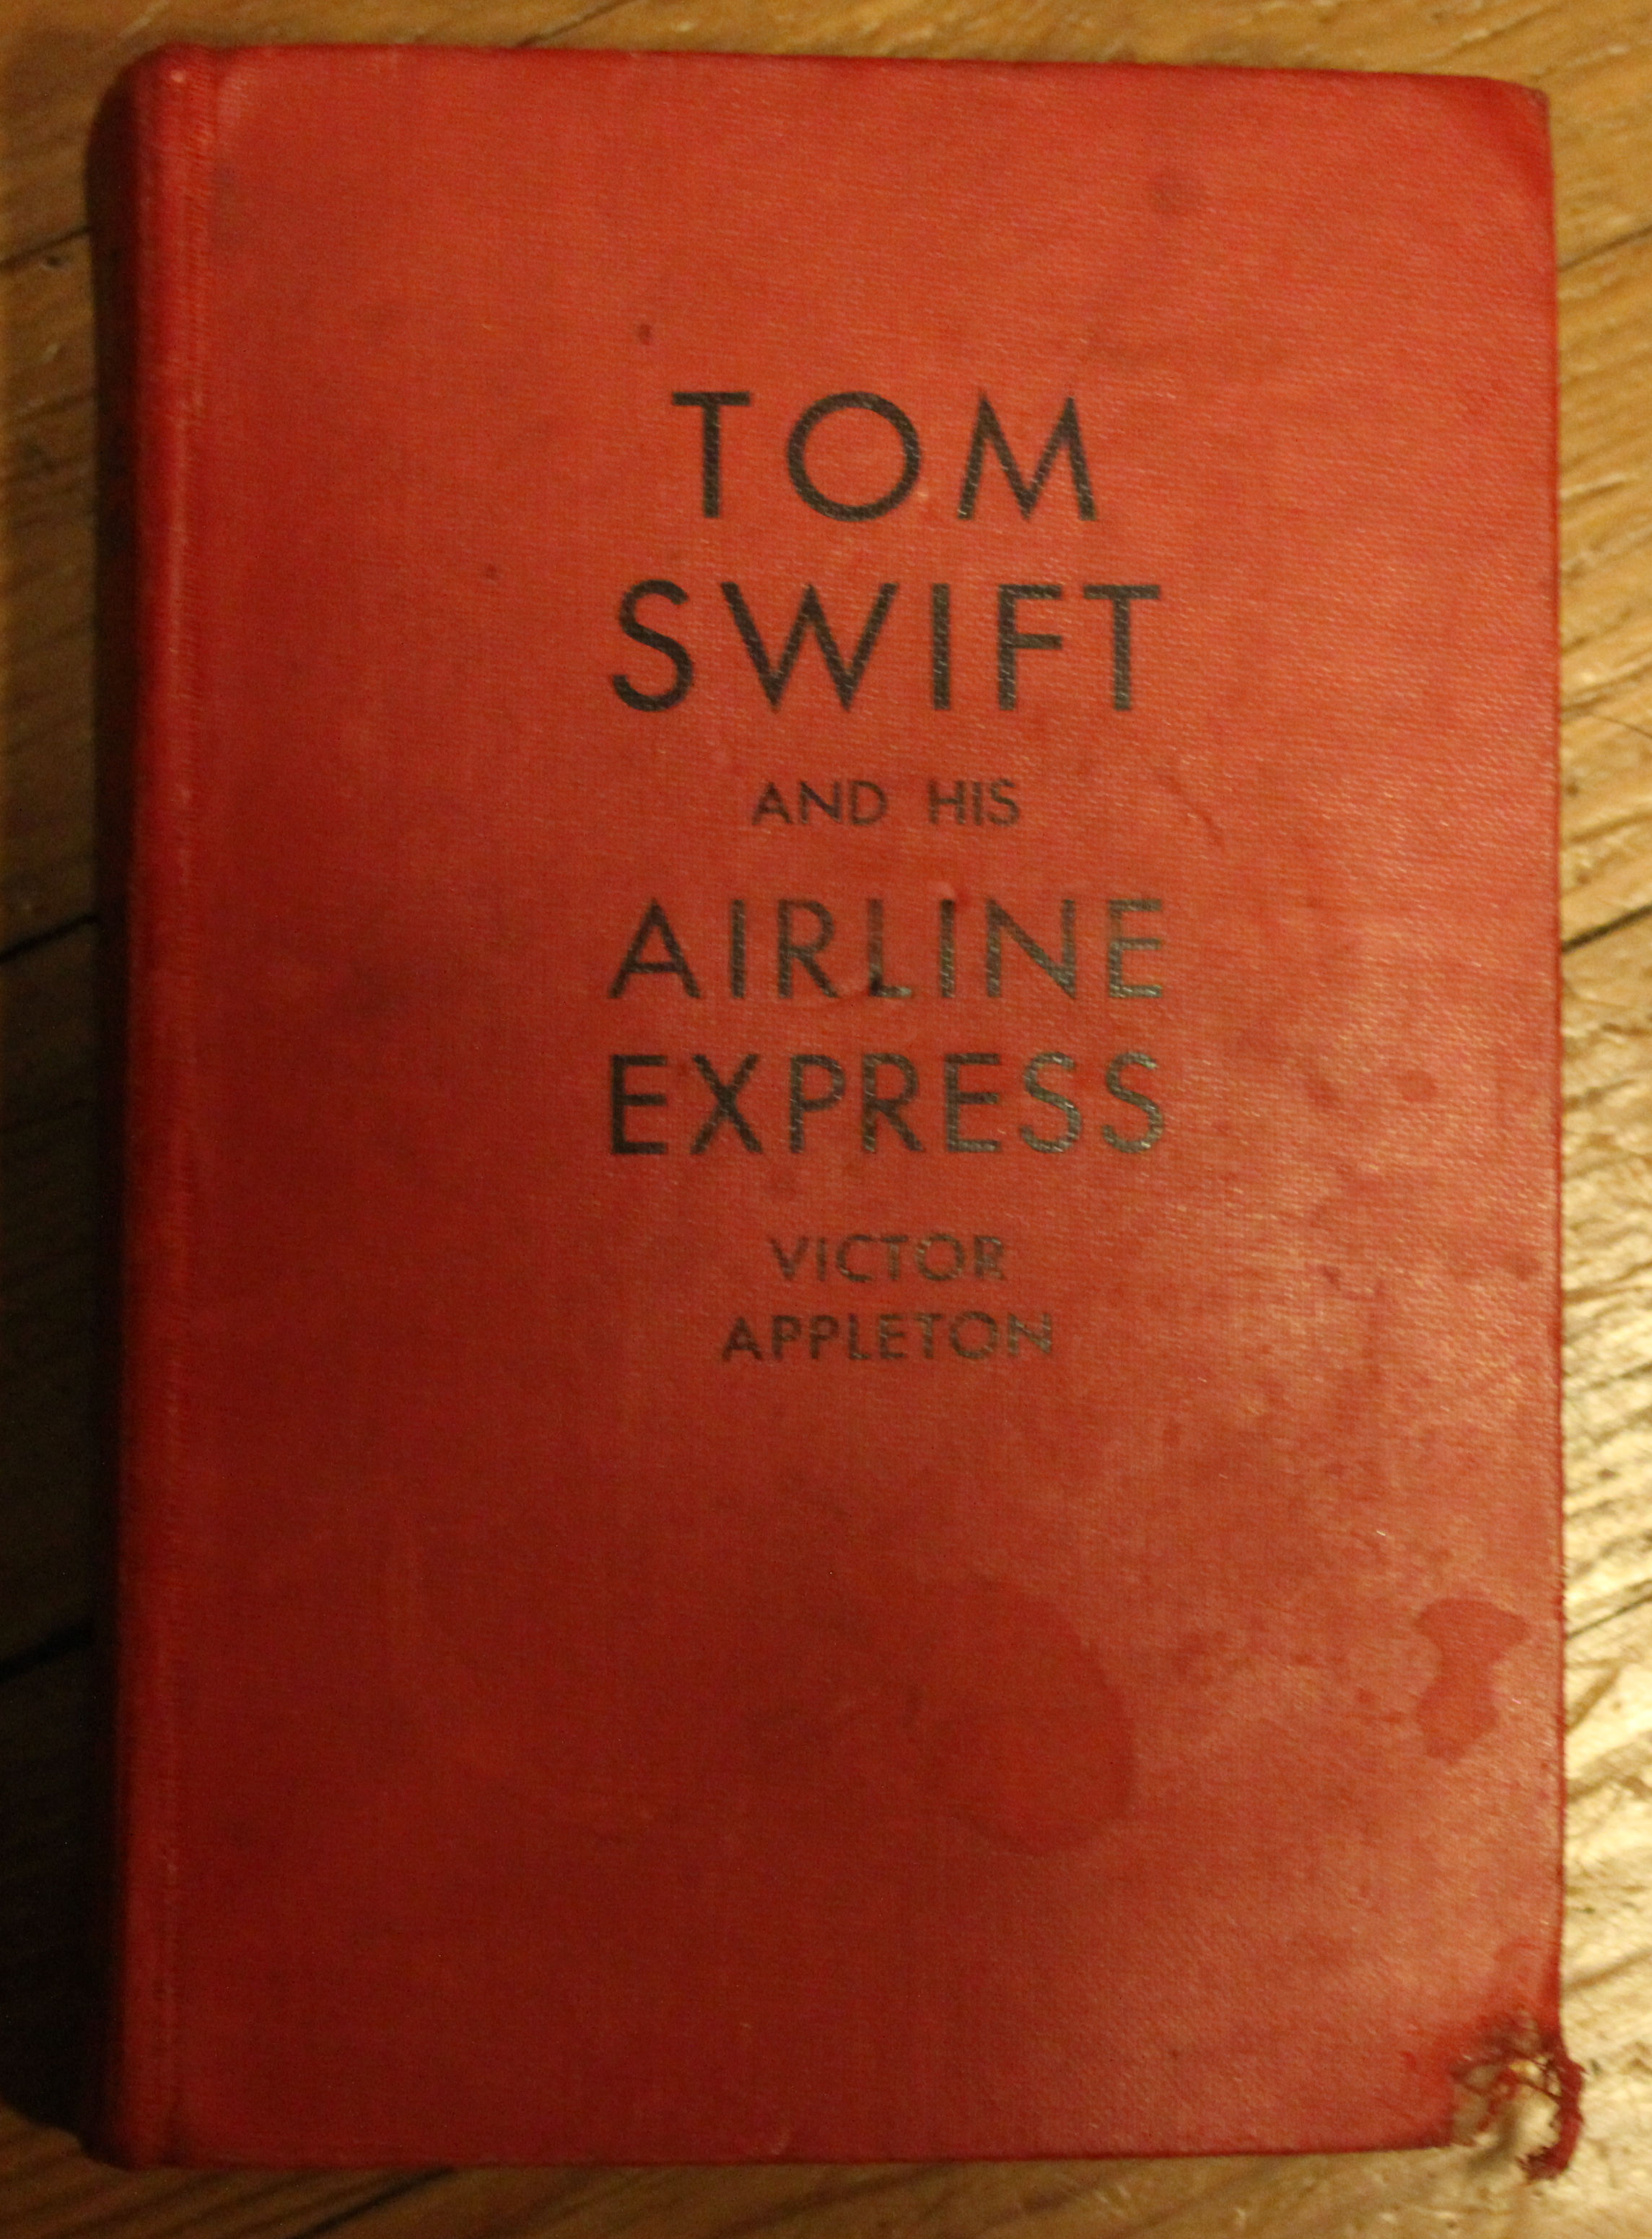 TOM
SWIFT
AND HIS
AIRLINE
EXPRESS
VICTOR
APPLETON